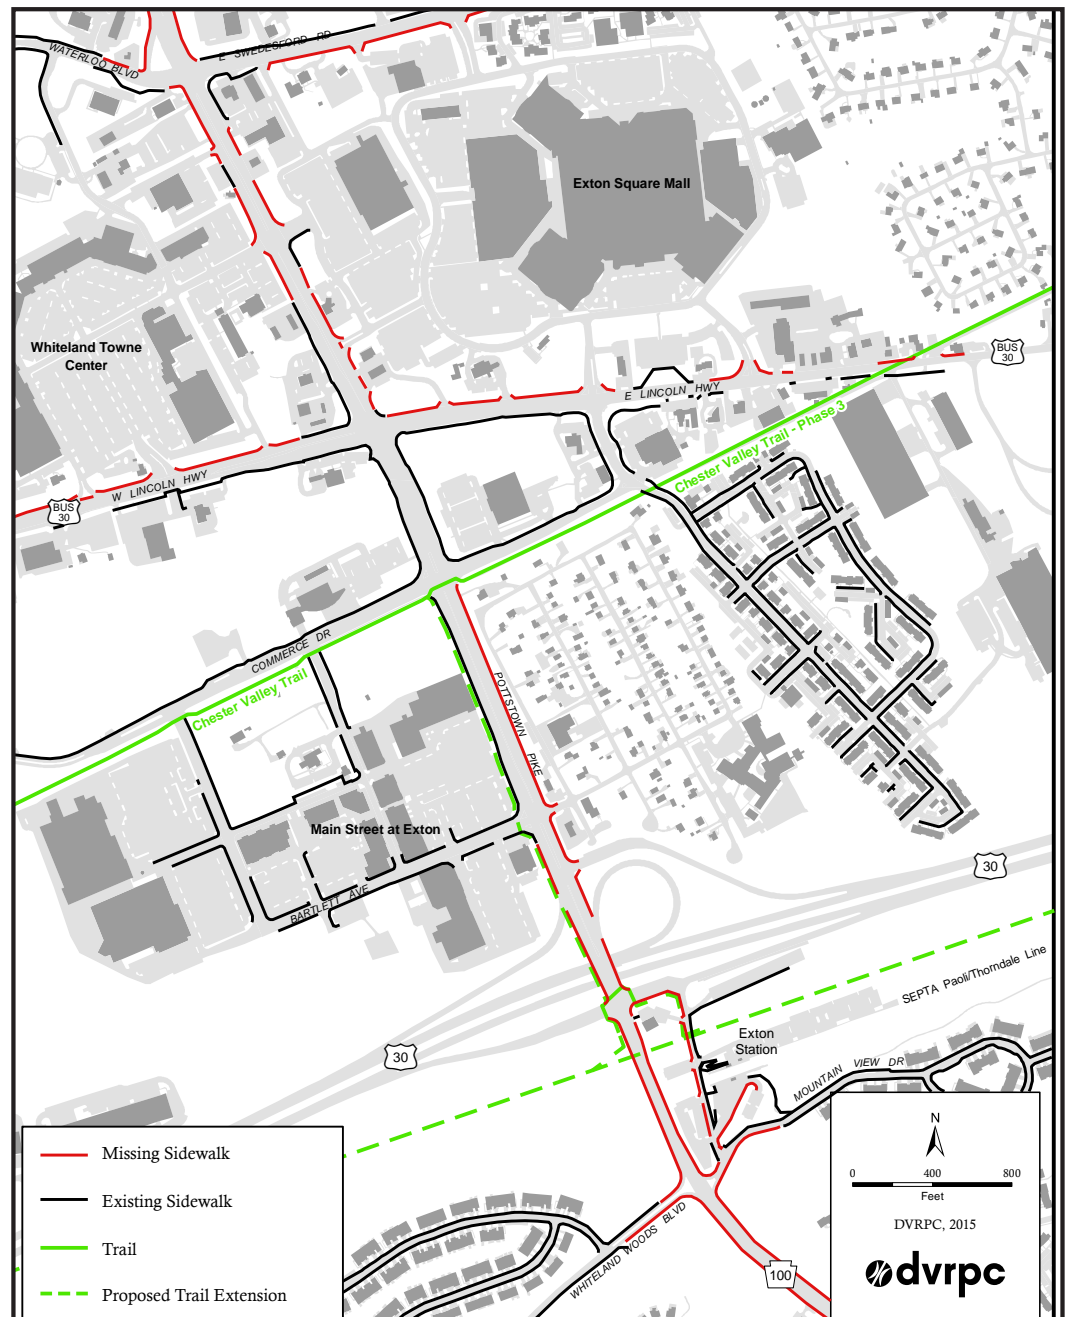 WATERLOO BLVD
E SWEDESFORD RD
Exton Square Mall
Whiteland Towne
Center
BUS
30
E LINCOLN HWY
Chester Valley Trail - Phase 3
W LINCOLN HWY
BUS
30
COMMERCE DR
Chester Valley Trail
POTTSTOWN PIKE
Main Street at Exton
BARTLETT AVE
30
SEPTA Paoli/Thorndale Line
Exton
Station
30
MOUNTAIN VIEW DR
WHITELAND WOODS BLVD
100
Missing Sidewalk
Existing Sidewalk
Trail
Proposed Trail Extension
N
0 400 800
Feet
DVRPC, 2015
dvrpc